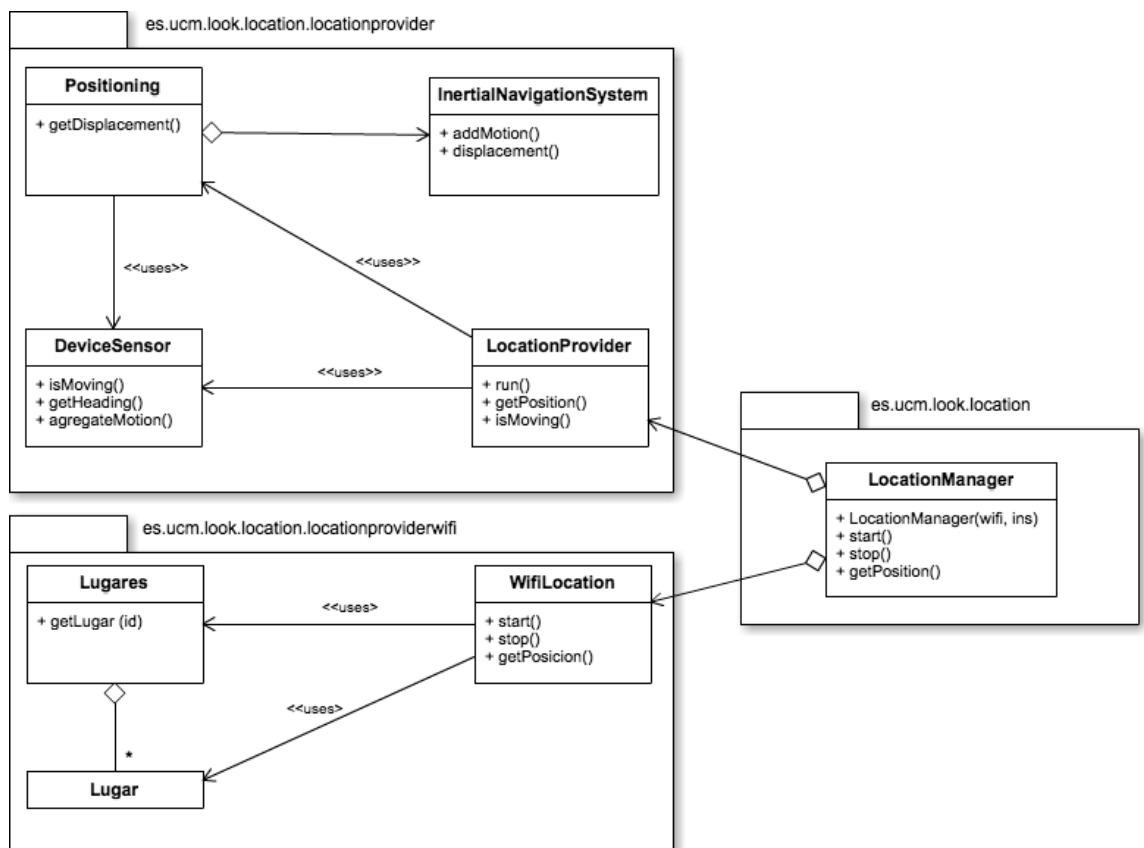 es.ucm.look.location.locationprovider
Positioning
+ getDisplacement()
InertialNavigationSystem
+ addMotion()
+ displacement()
<<uses>>
<<uses>>
DeviceSensor
+ isMoving()
+ getHeading()
+ agregateMotion()
<<uses>>
LocationProvider
+ run()
+ getPosition()
+ isMoving()
es.ucm.look.location
LocationManager
+ LocationManager(wifi, ins)
+ start()
+ stop()
+ getPosition()
es.ucm.look.location.locationproviderwifi
Lugares
+ getLugar (id)
<<uses>
WifiLocation
+ start()
+ stop()
+ getPosicion()
<<uses>
*
Lugar